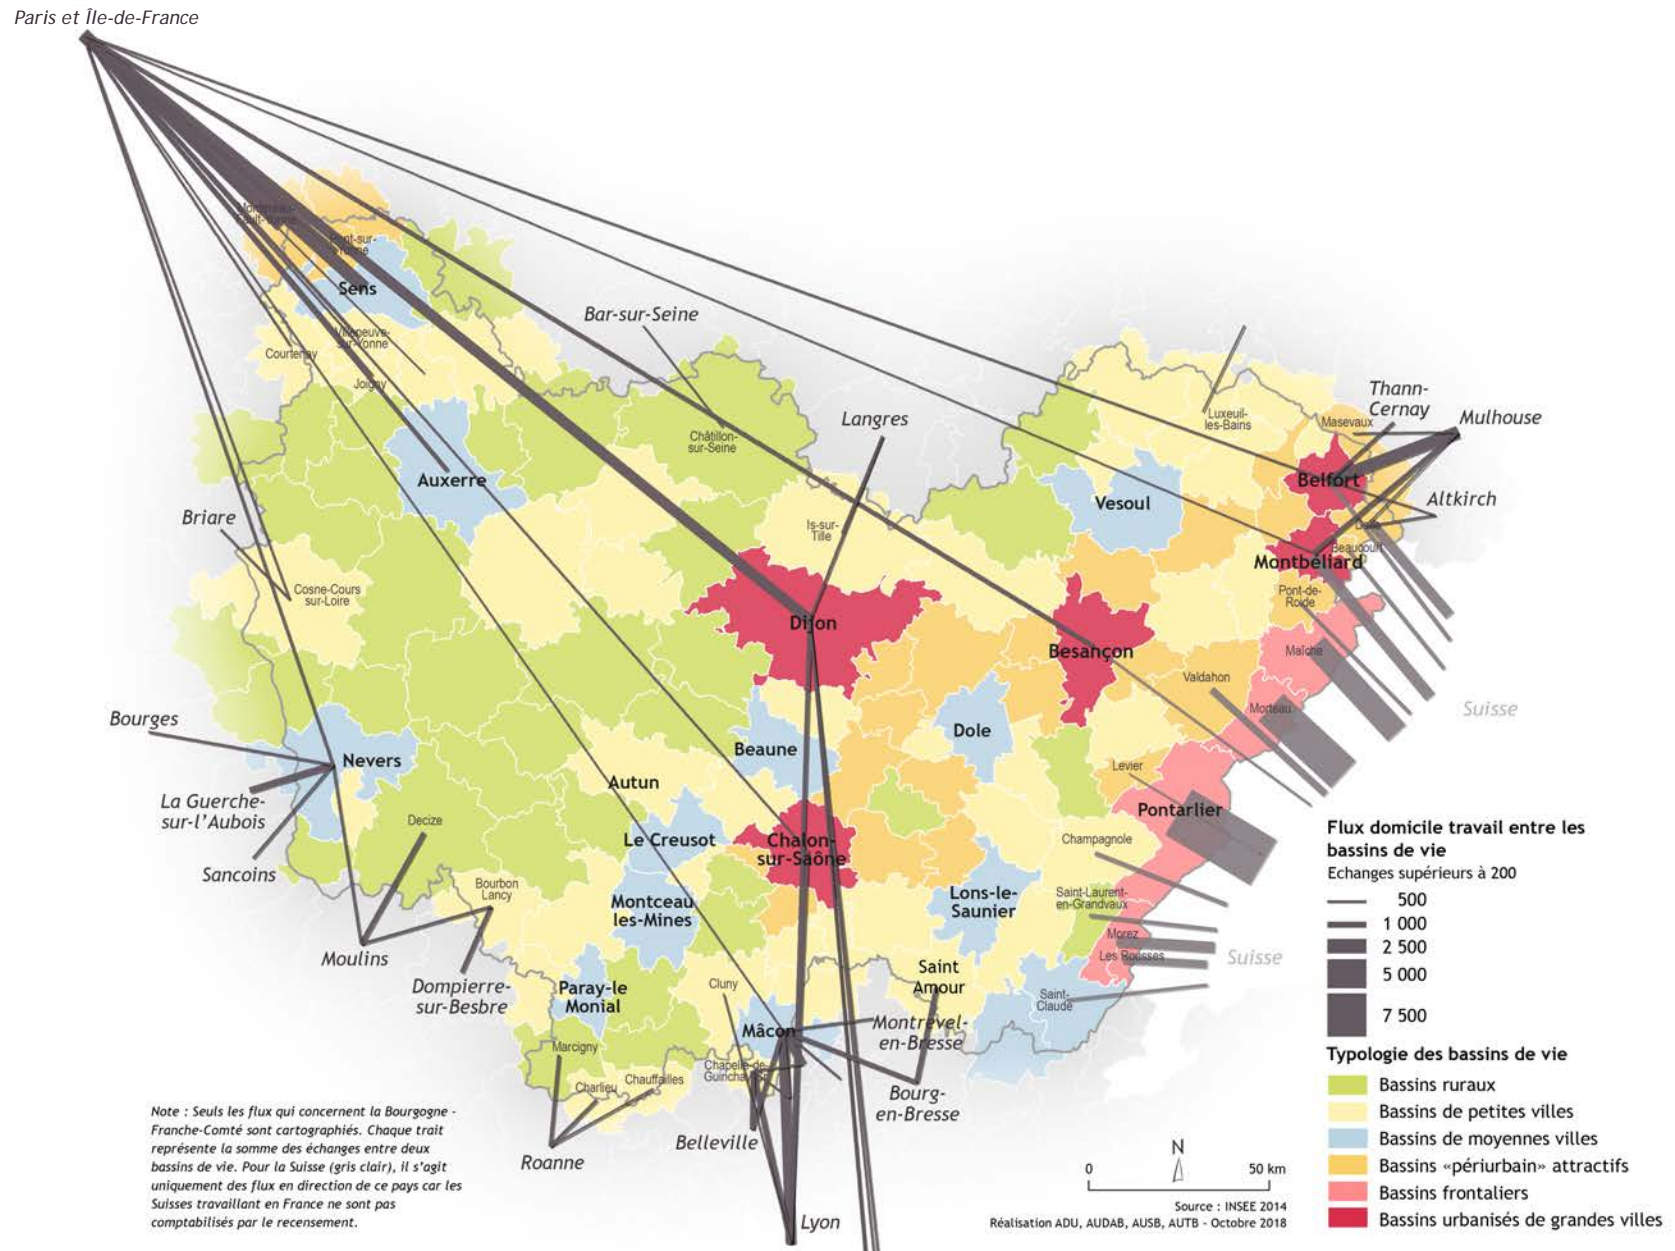 Paris et Île-de-France
Pont-sur-
Yonne
Sens
Villeneuve-
sur-Yonne
Courtenay
Joigny
Bar-sur-Seine
Châtillon-
sur-Seine
Langres
Luxeuil-
les-Bains
Thann-
Cernay
Masevaux
Mulhouse
Auxerre
Belfort
Vesoul
Altkirch
Briare
Is-sur-
Tille
Delle
Beaucourt
Montbéliard
Cosne-Cours
sur-Loire
Pont-de-
Roide
Dijon
Besançon
Maîche
Valdahon
Morteau
Suisse
Bourges
Nevers
Beaune
Dole
Levier
Autun
La Guerche-
sur-l'Aubois
Pontarlier
Decize
Le Creusot
Chalon-
sur-Saône
Champagnole
Sancoins
Bourbon
Lancy
Montceau
les-Mines
Lons-le-
Saunier
Saint-Laurent-
en-Grandvaux
Morez
Les Rousses
Suisse
Moulins
Dompierre-
sur-Besbre
Paray-le
Monial
Cluny
Saint
Amour
Saint-
Claude
Mâcon
Montrevel-
en-Bresse
Marcigny
Charlieu
Chauffailles
Chapelle-de-
Bourg-
en-Bresse
Belleville
Roanne
Lyon
Flux domicile travail entre les
bassins de vie
Echanges supérieurs à 200
500
1 000
2 500
5 000
7 500
Typologie des bassins de vie
Bassins ruraux
Bassins de petites villes
Bassins de moyennes villes
Bassins «périurbain» attractifs
Bassins frontaliers
Bassins urbanisés de grandes villes
Note : Seuls les flux qui concernent la Bourgogne -
Franche-Comté sont cartographiés. Chaque trait
représente la somme des échanges entre deux
bassins de vie. Pour la Suisse (gris clair), il s'agit
uniquement des flux en direction de ce pays car les
Suisses travaillant en France ne sont pas
comptabilisés par le recensement.
N
0 50 km
Source : INSEE 2014
Réalisation ADU, AUDAB, AUSB, AUTB - Octobre 2018